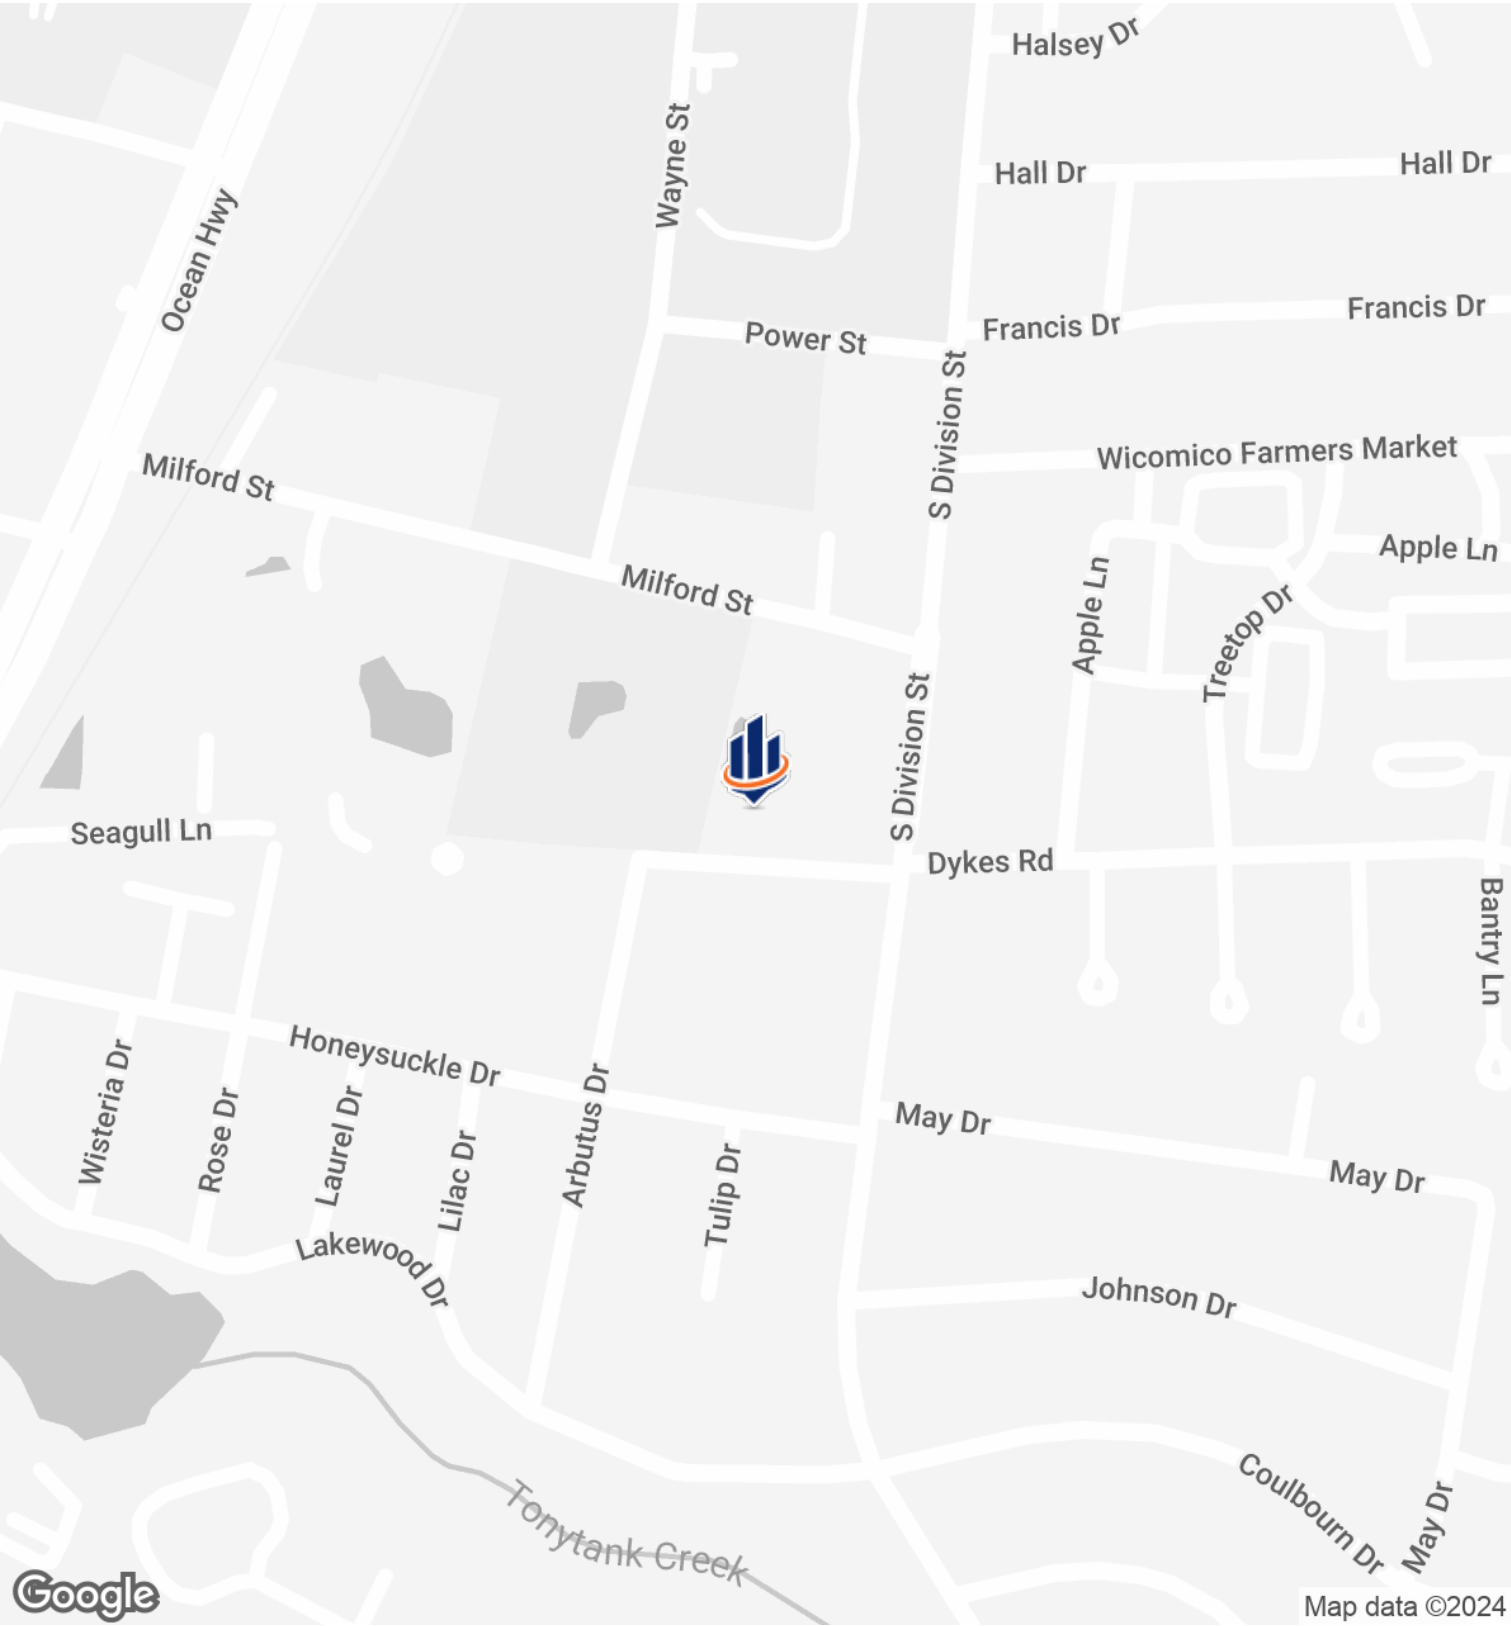 Halsey Dr
Wayne St
Hall Dr
Hall Dr
Ocean Hwy
Francis Dr
Francis Dr
Power St
S Division St
Wicomico Farmers Market
Milford St
Apple Ln
Milford St
Apple Ln
Treetop Dr
S Division St
Seagull Ln
Dykes Rd
Bantry Ln
Honeysuckle Dr
Wisteria Dr
Rose Dr
Laurel Dr
Lilac Dr
Arbutus Dr
Tulip Dr
May Dr
May Dr
Lakewood Dr
Johnson Dr
Coulbourn Dr
May Dr
Tonytank Creek
Google
Map data ©2024